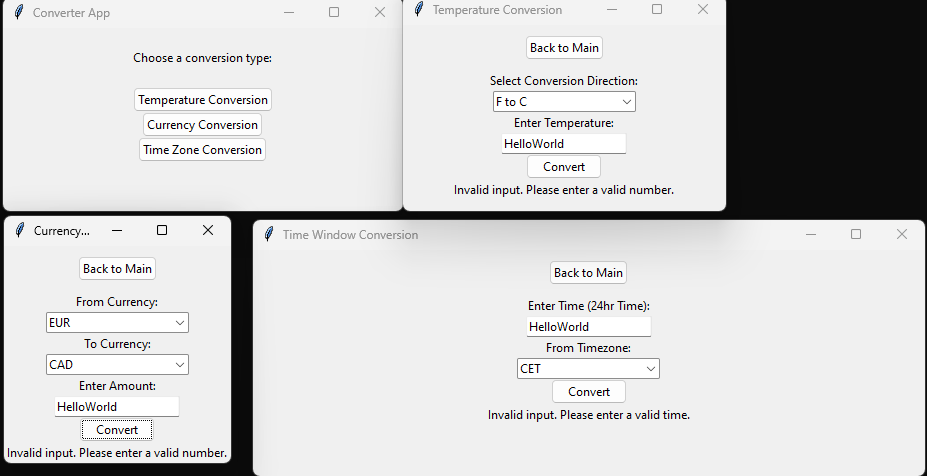 Converter App
Choose a conversion type:
Temperature Conversion
Currency Conversion
Time Zone Conversion
Temperature Conversion
Back to Main
Select Conversion Direction:
F to C
Enter Temperature:
HelloWorld
Convert
Invalid input. Please enter a valid number.
Currency...
Back to Main
From Currency:
EUR
To Currency:
CAD
Enter Amount:
HelloWorld
Convert
Invalid input. Please enter a valid number.
Time Window Conversion
Back to Main
Enter Time (24hr Time):
HelloWorld
From Timezone:
CET
Convert
Invalid input. Please enter a valid time.